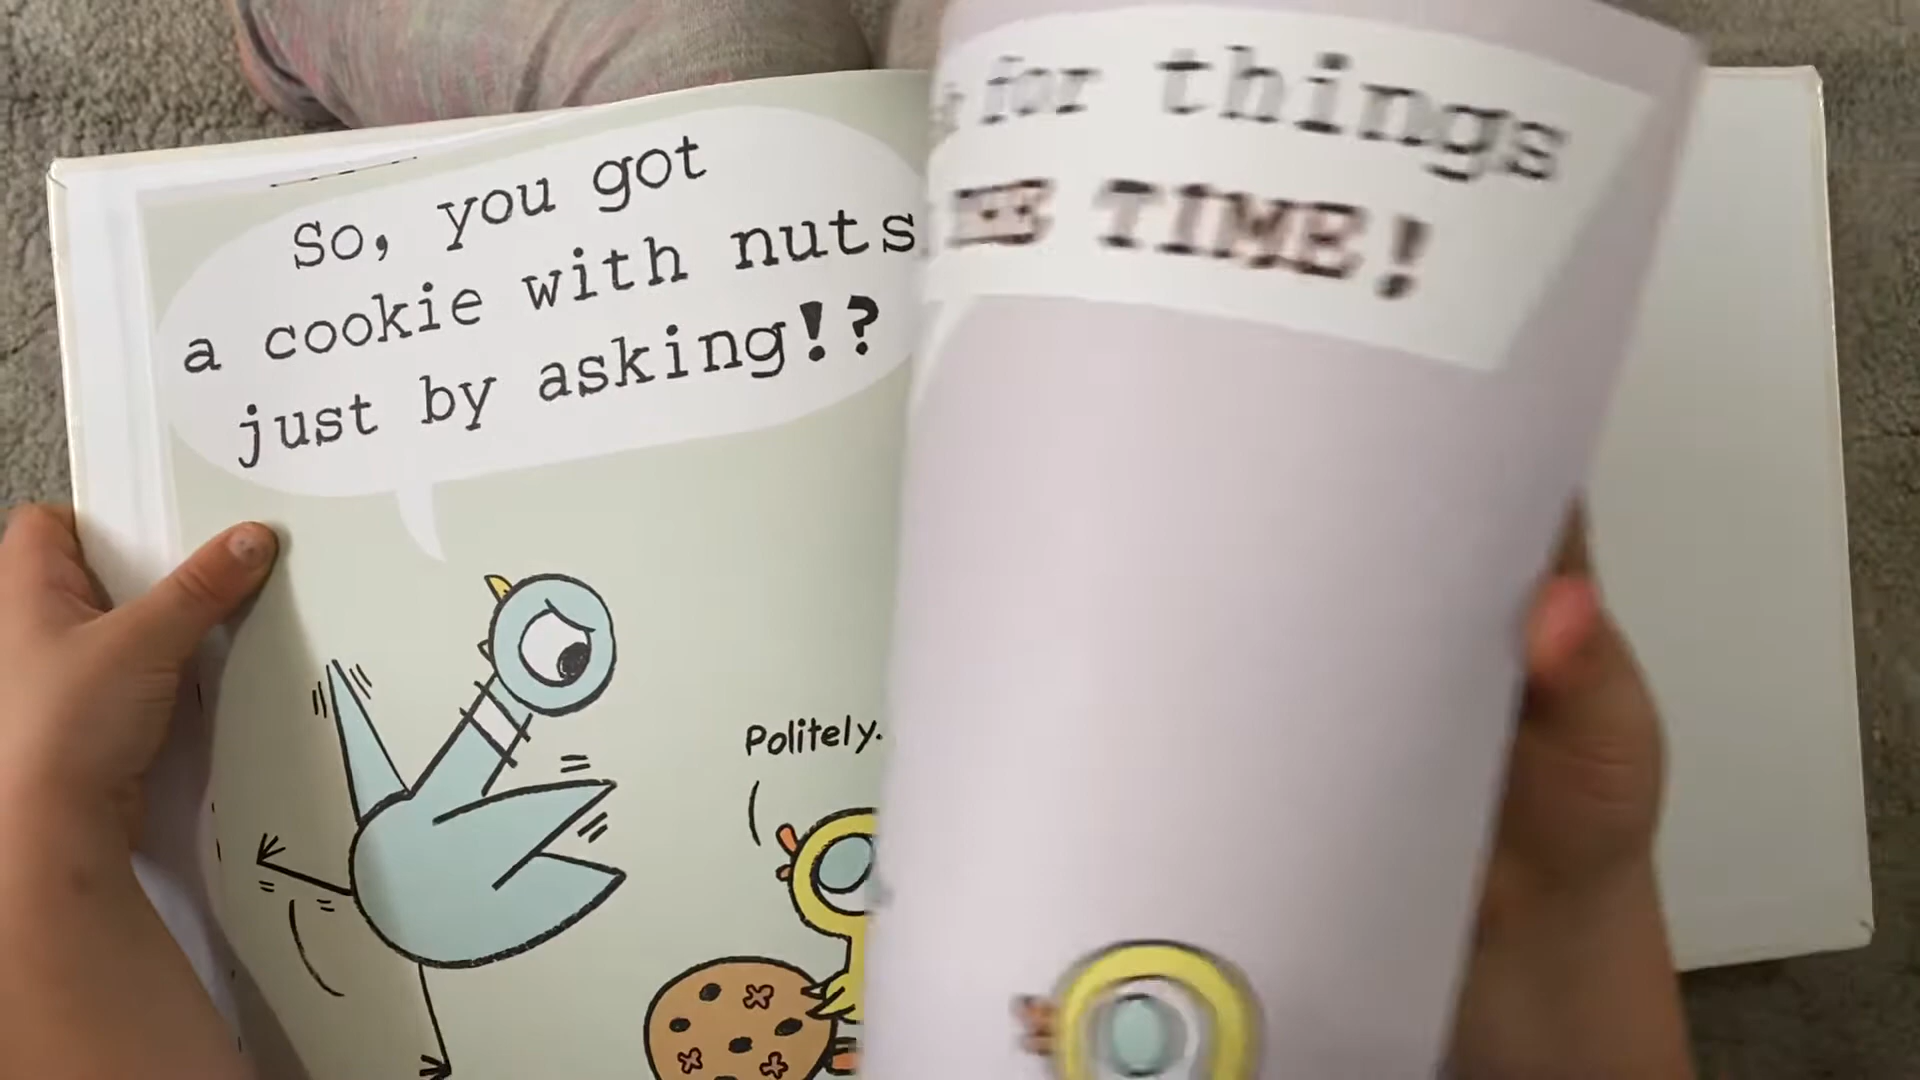 So, you got
a cookie with nuts
just by asking!?
Politely.
for things
TIME!